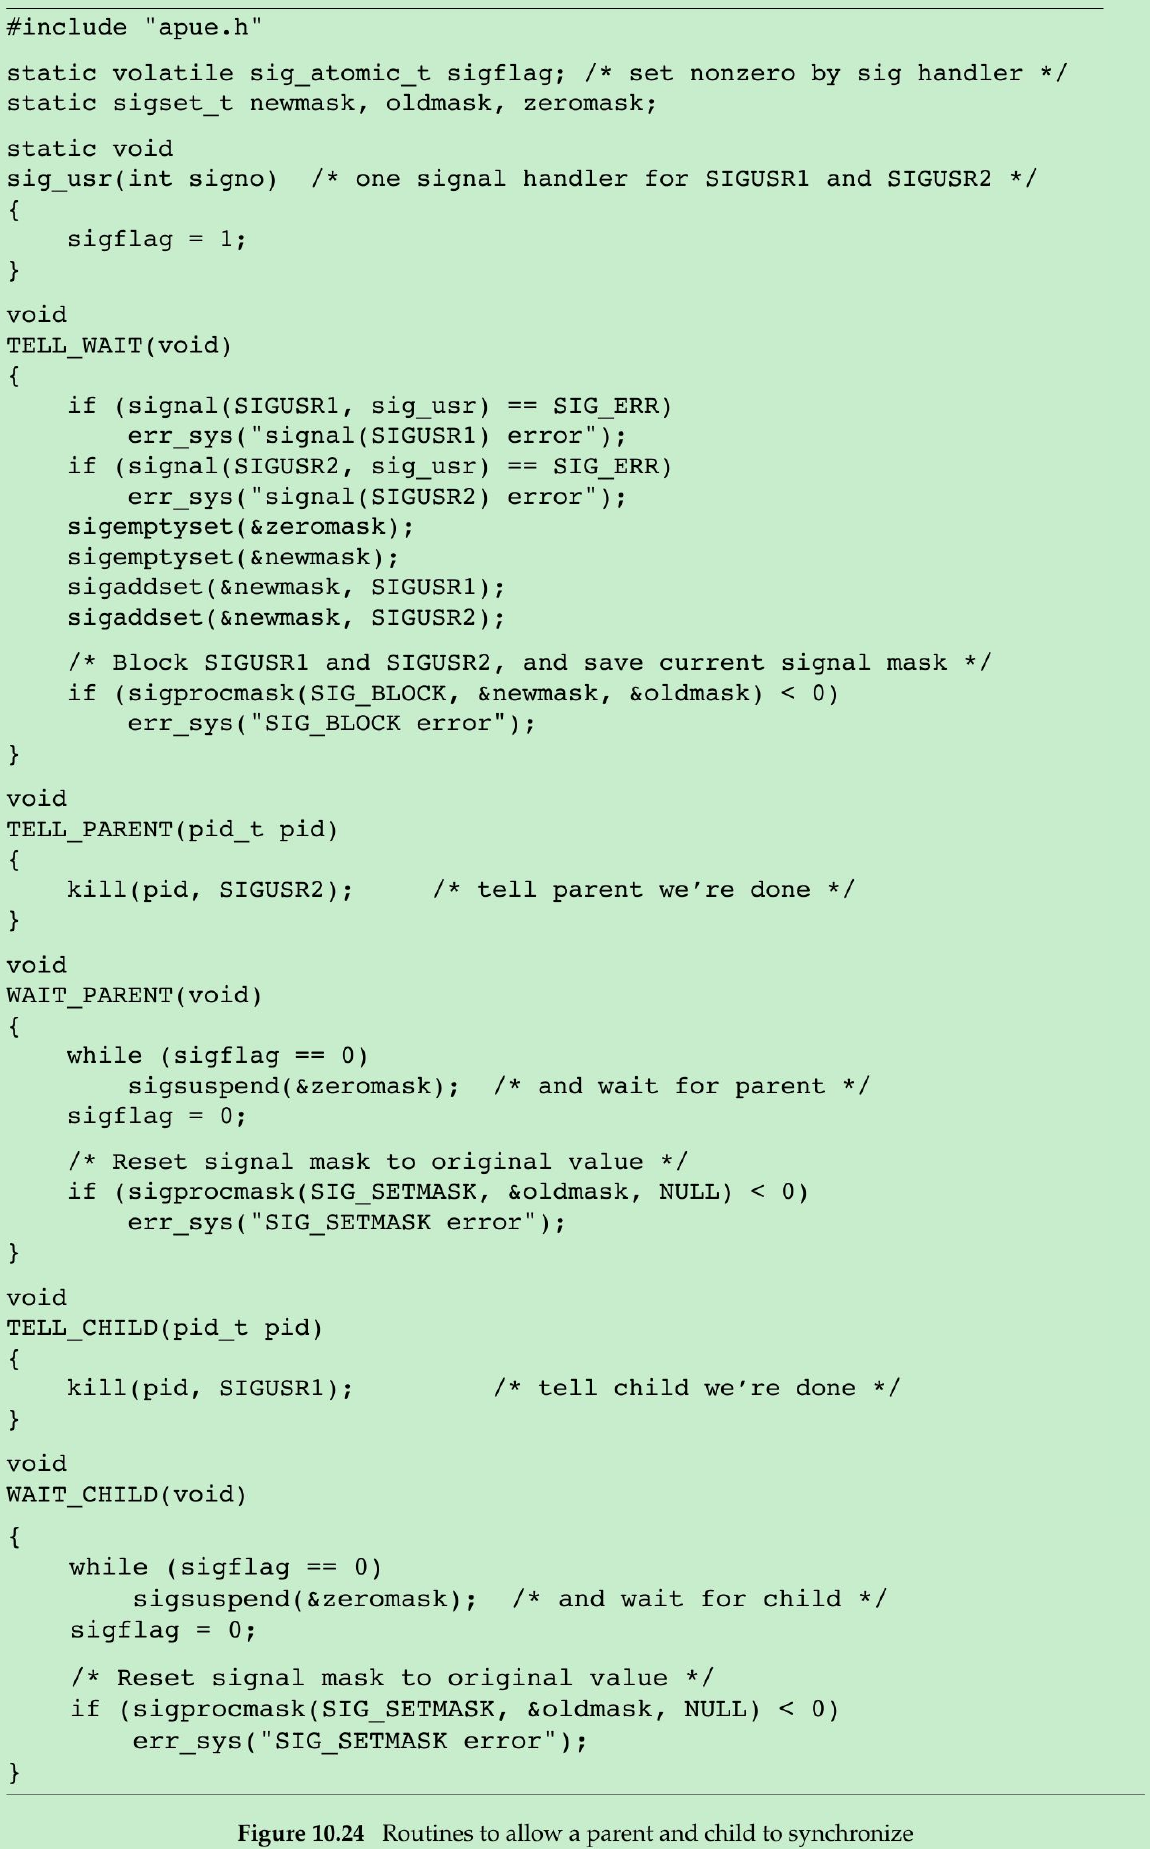 #include "apue.h"
static volatile sig_atomic_t sigflag; /* set nonzero by sig handler */
static sigset_t newmask, oldmask, zeromask;
static void
sig_usr(int signo)  /* one signal handler for SIGUSR1 and SIGUSR2 */
{
    sigflag = 1;
}
void
TELL_WAIT(void)
{
    if (signal(SIGUSR1, sig_usr) == SIG_ERR)
        err_sys("signal(SIGUSR1) error");
    if (signal(SIGUSR2, sig_usr) == SIG_ERR)
        err_sys("signal(SIGUSR2) error");
    sigemptyset(&zeromask);
    sigemptyset(&newmask);
    sigaddset(&newmask, SIGUSR1);
    sigaddset(&newmask, SIGUSR2);
    /* Block SIGUSR1 and SIGUSR2, and save current signal mask */
    if (sigprocmask(SIG_BLOCK, &newmask, &oldmask) < 0)
        err_sys("SIG_BLOCK error");
}
void
TELL_PARENT(pid_t pid)
{
    kill(pid, SIGUSR2);     /* tell parent we're done */
}
void
WAIT_PARENT(void)
{
    while (sigflag == 0)
        sigsuspend(&zeromask);  /* and wait for parent */
    sigflag = 0;
    /* Reset signal mask to original value */
    if (sigprocmask(SIG_SETMASK, &oldmask, NULL) < 0)
        err_sys("SIG_SETMASK error");
}
void
TELL_CHILD(pid_t pid)
{
    kill(pid, SIGUSR1);         /* tell child we're done */
}
void
WAIT_CHILD(void)
{
    while (sigflag == 0)
        sigsuspend(&zeromask);  /* and wait for child */
    sigflag = 0;
    /* Reset signal mask to original value */
    if (sigprocmask(SIG_SETMASK, &oldmask, NULL) < 0)
        err_sys("SIG_SETMASK error");
}
Figure 10.24 Routines to allow a parent and child to synchronize